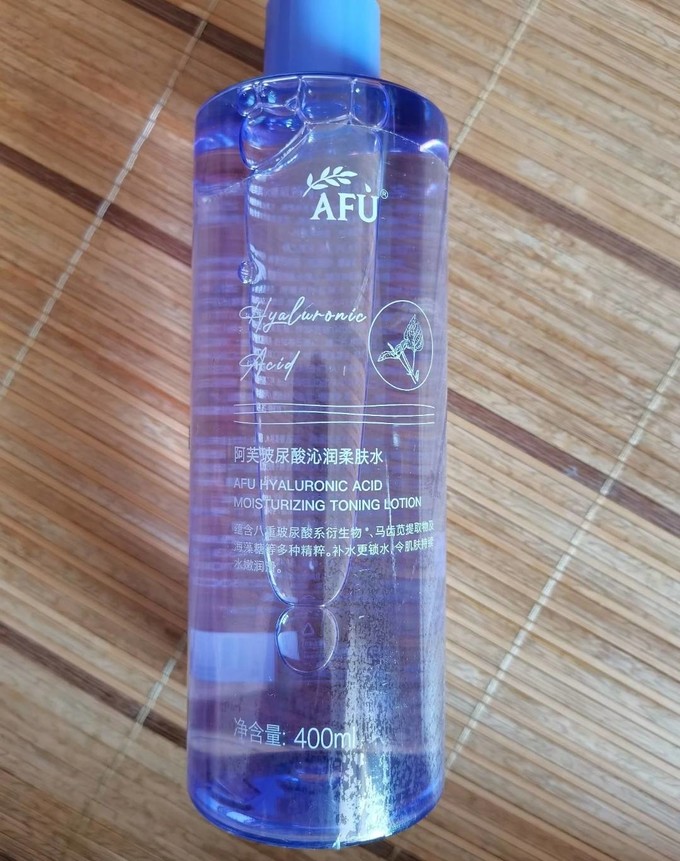 AFÙ®
Hyaluronic
Acid
阿芙玻尿酸沁润柔肤水
AFU HYALURONIC ACID
MOISTURIZING TONING LOTION
蕴含八重玻尿酸系衍生物*、马齿苋提取物及
海藻糖等多种精粹。补水更锁水,令肌肤持续
水嫩润泽。
净含量: 400ml